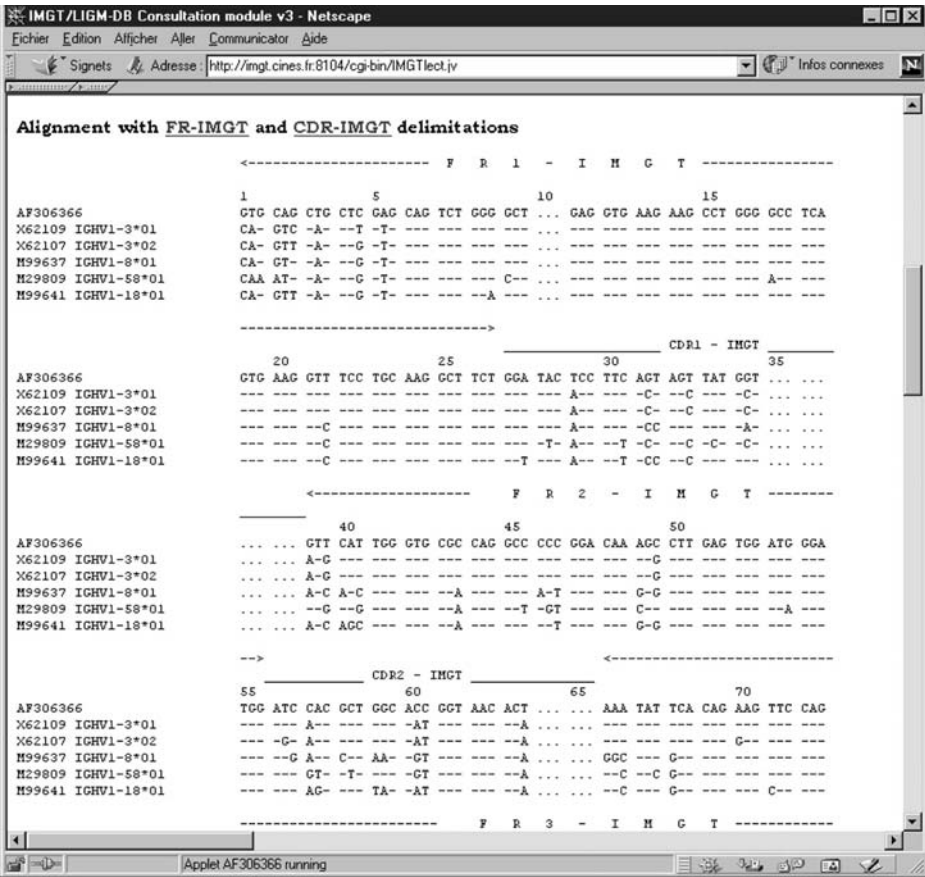 IMGT/LIGM-DB Consultation module v3 - Netscape
Fichier Edition Afficher Aller Communicator Aide
Signets Adresse : http://imgt.cines.fr:8104/cgi-bin/IMGTlect.jv Infos connexes N
Alignment with FR-IMGT and CDR-IMGT delimitations
<----------------------- F R 1 - I M G T ----------------
1 5 10 15
AF306366 GTG CAG CTG CTC GAG CAG TCT GGG GCT ... GAG GTG AAG AAG CCT GGG GCC TCA
X62109 IGHV1-3*01 CA- GTC -A- --T -T- --- --- --- --- ... --- --- --- --- --- --- --- ---
X62107 IGHV1-3*02 CA- GTT -A- --G -T- --- --- --- --- ... --- --- --- --- --- --- --- ---
M99637 IGHV1-8*01 CA- GT- -A- --G -T- --- --- --- --- ... --- --- --- --- --- --- --- ---
M29809 IGHV1-58*01 CAA AT- -A- --G -T- --- --- --- C-- ... --- --- --- --- --- --- A-- ---
M99641 IGHV1-18*01 CA- GTT -A- --G -T- --- --- --A --- ... --- --- --- --- --- --- --- ---
------------------------------->
CDR1 - IMGT
20 25 30 35
AF306366 GTG AAG GTT TCC TGC AAG GCT TCT GGA TAC TCC TTC AGT AGT TAT GGT ... ...
X62109 IGHV1-3*01 --- --- --- --- --- --- --- --- --- --- A-- --- -C- --C --- -C- ... ...
X62107 IGHV1-3*02 --- --- --- --- --- --- --- --- --- --- A-- --- -C- --C --- -C- ... ...
M99637 IGHV1-8*01 --- --- --C --- --- --- --- --- --- --- A-- --- -CC --- --- -A- ... ...
M29809 IGHV1-58*01 --- --- --C --- --- --- --- --- --- -T- A-- --T -C- --C -C- -C- ... ...
M99641 IGHV1-18*01 --- --- --C --- --- --- --- --- --T --- A-- --T -CC --C --- --- ... ...
<------------------- F R 2 - I M G T --------
40 45 50
AF306366 ... ... GTT CAT TGG GTG CGC CAG GCC CCC GGA CAA AGC CTT GAG TGG ATG GGA
X62109 IGHV1-3*01 ... ... A-G --- --- --- --- --- --- --- --- --- --G --- --- --- --- ---
X62107 IGHV1-3*02 ... ... A-G --- --- --- --- --- --- --- --- --- --G --- --- --- --- ---
M99637 IGHV1-8*01 ... ... A-C A-C --- --- --A --- --- A-T --- --- G-G --- --- --- --- ---
M29809 IGHV1-58*01 ... ... --G --G --- --- --A --- --T -GT --- --- C-- --- --- --- --A ---
M99641 IGHV1-18*01 ... ... A-C AGC --- --- --A --- --- --T --- --- G-G --- --- --- --- ---
--> <---------------------------
CDR2 - IMGT
55 60 65 70
AF306366 TGG ATC CAC GCT GGC ACC GGT AAC ACT ... ... AAA TAT TCA CAG AAG TTC CAG
X62109 IGHV1-3*01 --- --- A-- --- --- -AT --- --- --A ... ... --- --- --- --- --- --- ---
X62107 IGHV1-3*02 --- -G- A-- --- --- -AT --- --- --A ... ... --- --- --- --- G-- --- ---
M99637 IGHV1-8*01 --- --G A-- C-- AA- -GT --- --- --A ... ... GGC --- G-- --- --- --- ---
M29809 IGHV1-58*01 --- --- GT- -T- --- -GT --- --- --A ... ... --C --C G-- --- --- --- ---
M99641 IGHV1-18*01 --- --- AG- --- TA- -AT --- --- --A ... ... --C --- G-- --- --- C-- ---
------------------------- F R 3 - I M G T ------------
Applet AF306366 running